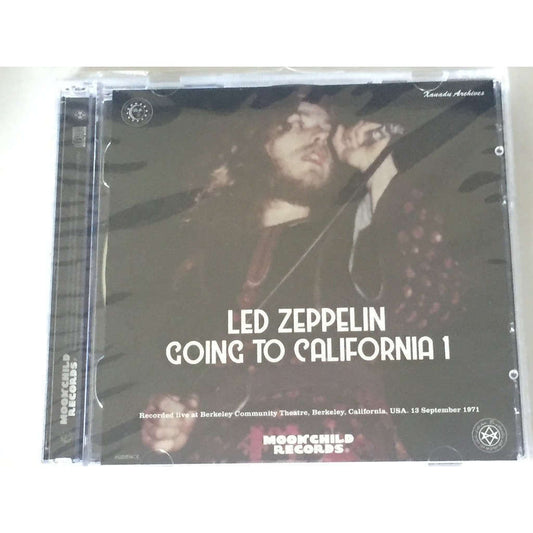 Xanadu Archives
LED ZEPPELIN
GOING TO CALIFORNIA 1
Recorded live at Berkeley Community Theatre, Berkeley, California, USA. 13 September 1971
MOONCHILD
RECORDS
MOONCHILD
RECORDS